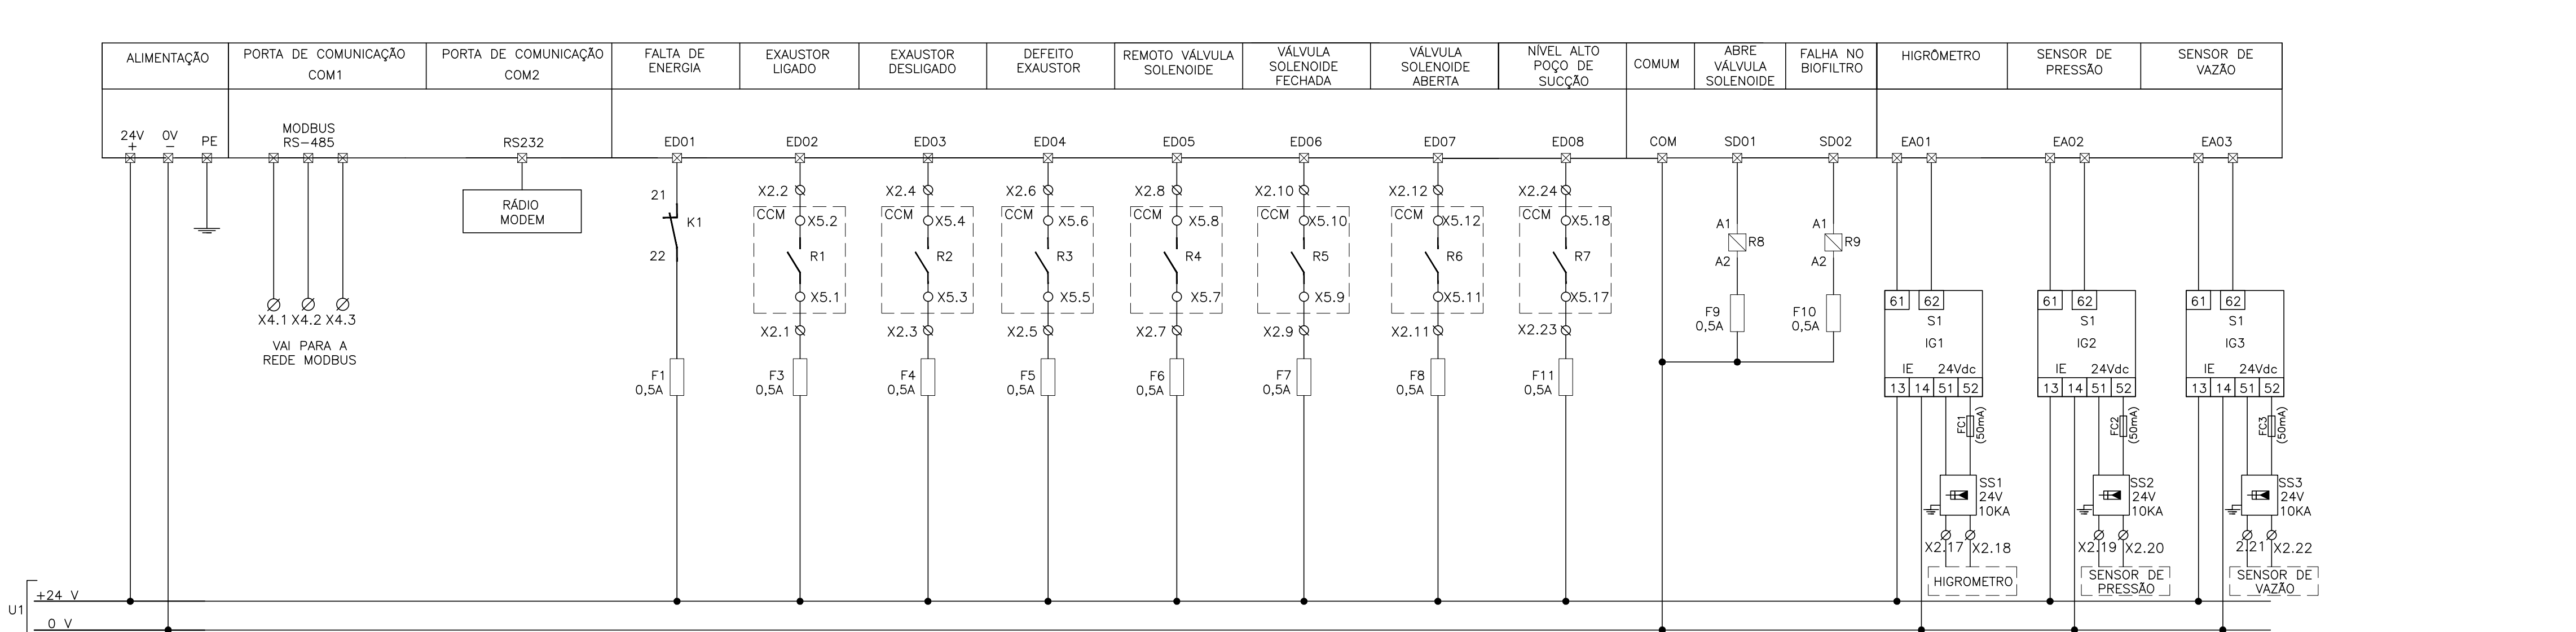 ALIMENTAÇÃO
PORTA DE COMUNICAÇÃO
COM1
PORTA DE COMUNICAÇÃO
COM2
FALTA DE
ENERGIA
EXAUSTOR
LIGADO
EXAUSTOR
DESLIGADO
DEFEITO
EXAUSTOR
REMOTO VÁLVULA
SOLENOIDE
VÁLVULA
SOLENOIDE
FECHADA
VÁLVULA
SOLENOIDE
ABERTA
NÍVEL ALTO
POÇO DE
SUCÇÃO
COMUM
ABRE
VÁLVULA
SOLENOIDE
FALHA NO
BIOFILTRO
HIGRÔMETRO
SENSOR DE
PRESSÃO
SENSOR DE
VAZÃO
24V
+
0V
-
PE
MODBUS
RS-485
RS232
ED01
ED02
ED03
ED04
ED05
ED06
ED07
ED08
COM
SD01
SD02
EA01
EA02
EA03
X4.1 X4.2 X4.3
VAI PARA A
REDE MODBUS
RÁDIO
MODEM
21
K1
22
F1
0,5A
X2.2
CCM
X5.2
R1
X5.1
X2.1
F3
0,5A
X2.4
CCM
X5.4
R2
X5.3
X2.3
F4
0,5A
X2.6
CCM
X5.6
R3
X5.5
X2.5
F5
0,5A
X2.8
CCM
X5.8
R4
X5.7
X2.7
F6
0,5A
X2.10
CCM
X5.10
R5
X5.9
X2.9
F7
0,5A
X2.12
CCM
X5.12
R6
X5.11
X2.11
F8
0,5A
X2.24
CCM
X5.18
R7
X5.17
X2.23
F11
0,5A
A1
R8
A2
F9
0,5A
A1
R9
A2
F10
0,5A
61 62
S1
IG1
IE 24Vdc
13 14 51 52
FC1
(50mA)
SS1
24V
10KA
X2.17 X2.18
HIGROMETRO
61 62
S1
IG2
IE 24Vdc
13 14 51 52
FC2
(50mA)
SS2
24V
10KA
X2.19 X2.20
SENSOR DE
PRESSÃO
61 62
S1
IG3
IE 24Vdc
13 14 51 52
FC3
(50mA)
SS3
24V
10KA
2.21 X2.22
SENSOR DE
VAZÃO
U1
+24 V
0 V